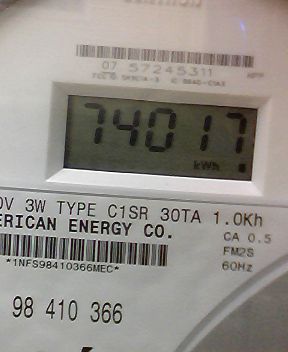 07 57245311
74017
kWh
0V 3W TYPE C1SR 30TA 1.0Kh
ERICAN ENERGY CO.
CA 0.5
FM2S
*1NFS98410366MEC*
60Hz
98 410 366